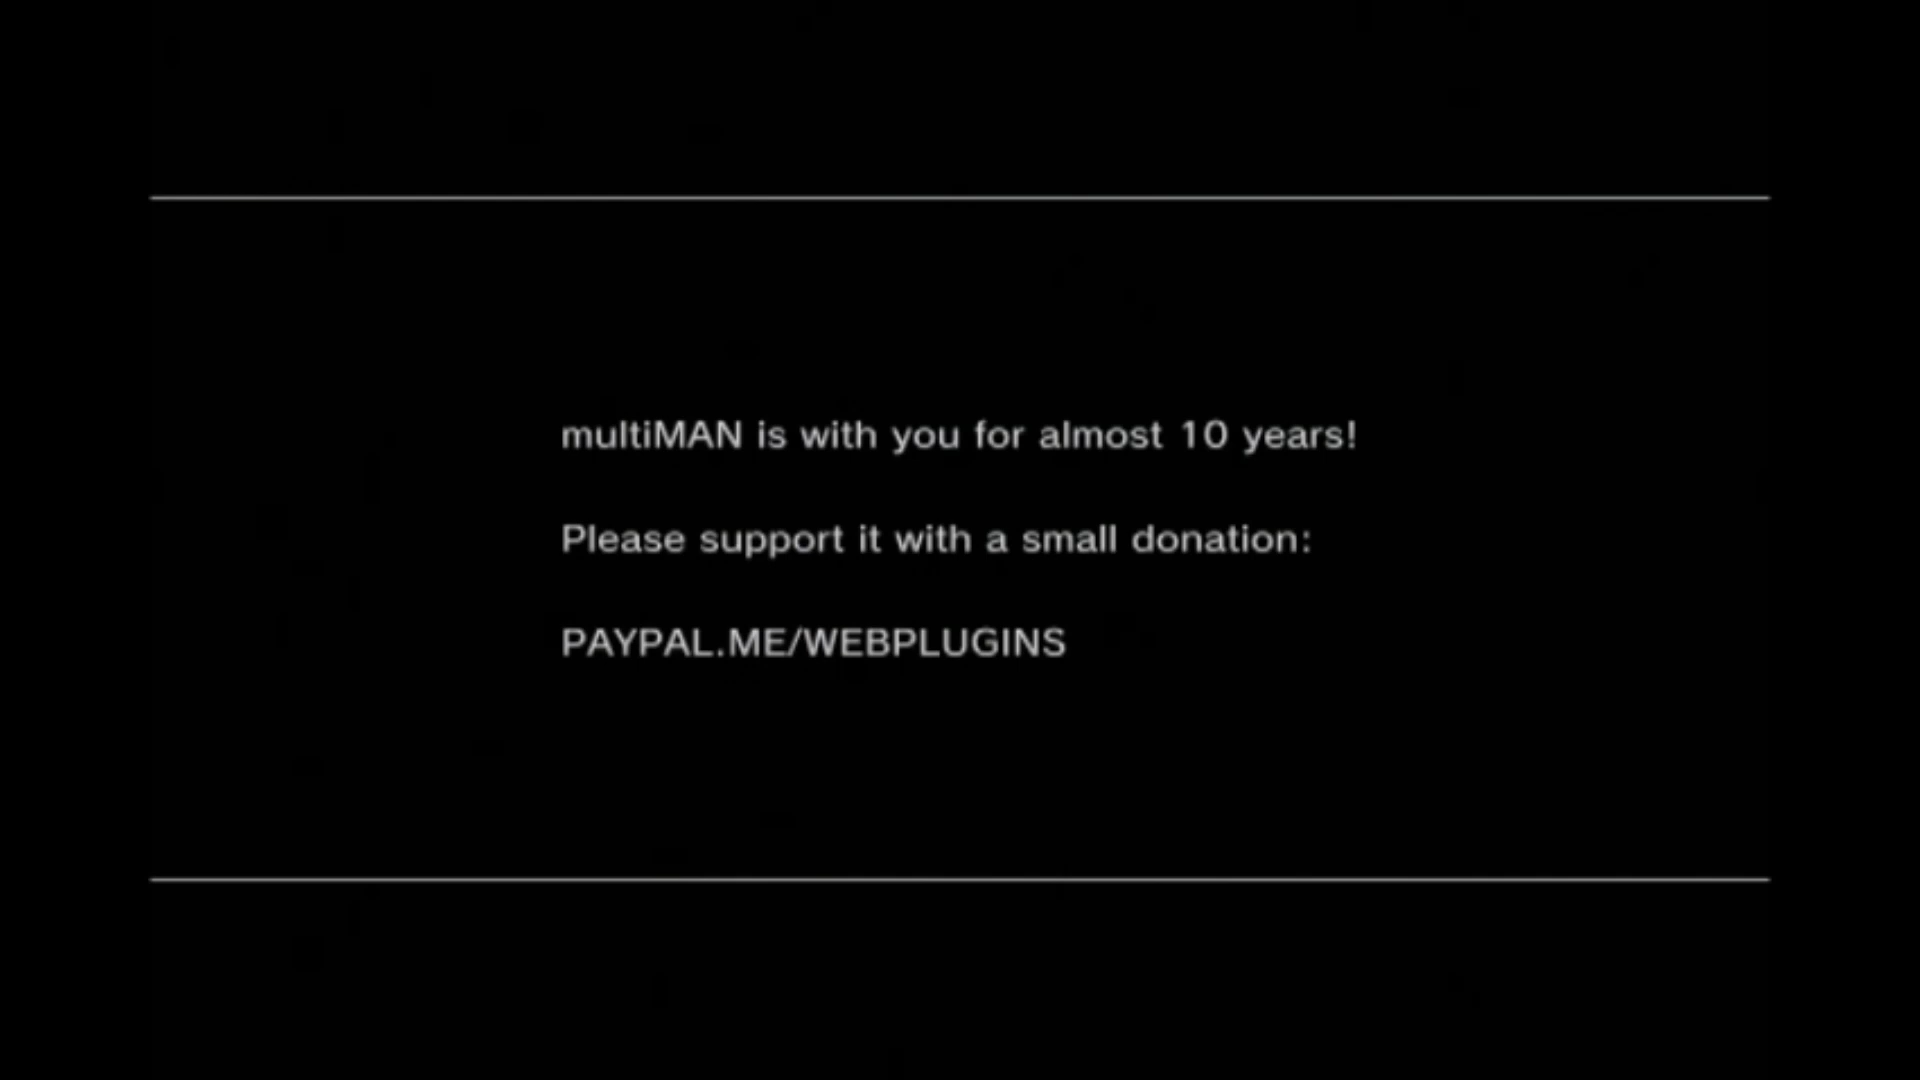 multiMAN is with you for almost 10 years!
Please support it with a small donation:
PAYPAL.ME/WEBPLUGINS